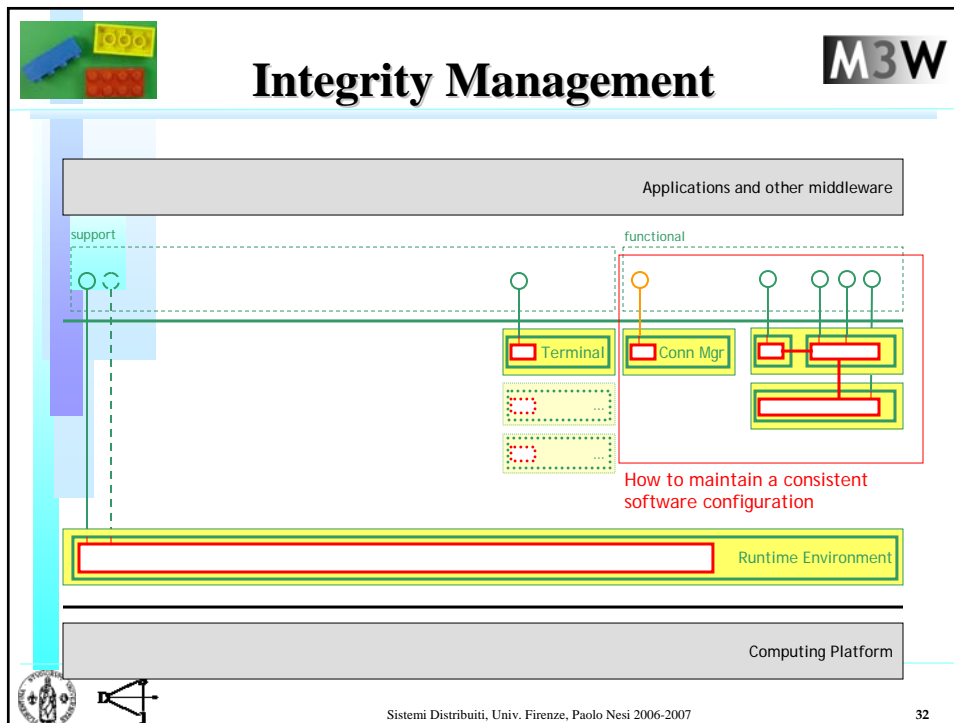 Integrity Management
M3W
Applications and other middleware
support
functional
Terminal
Conn Mgr
...
...
How to maintain a consistent
software configuration
Runtime Environment
Computing Platform
Sistemi Distribuiti, Univ. Firenze, Paolo Nesi 2006-2007
32